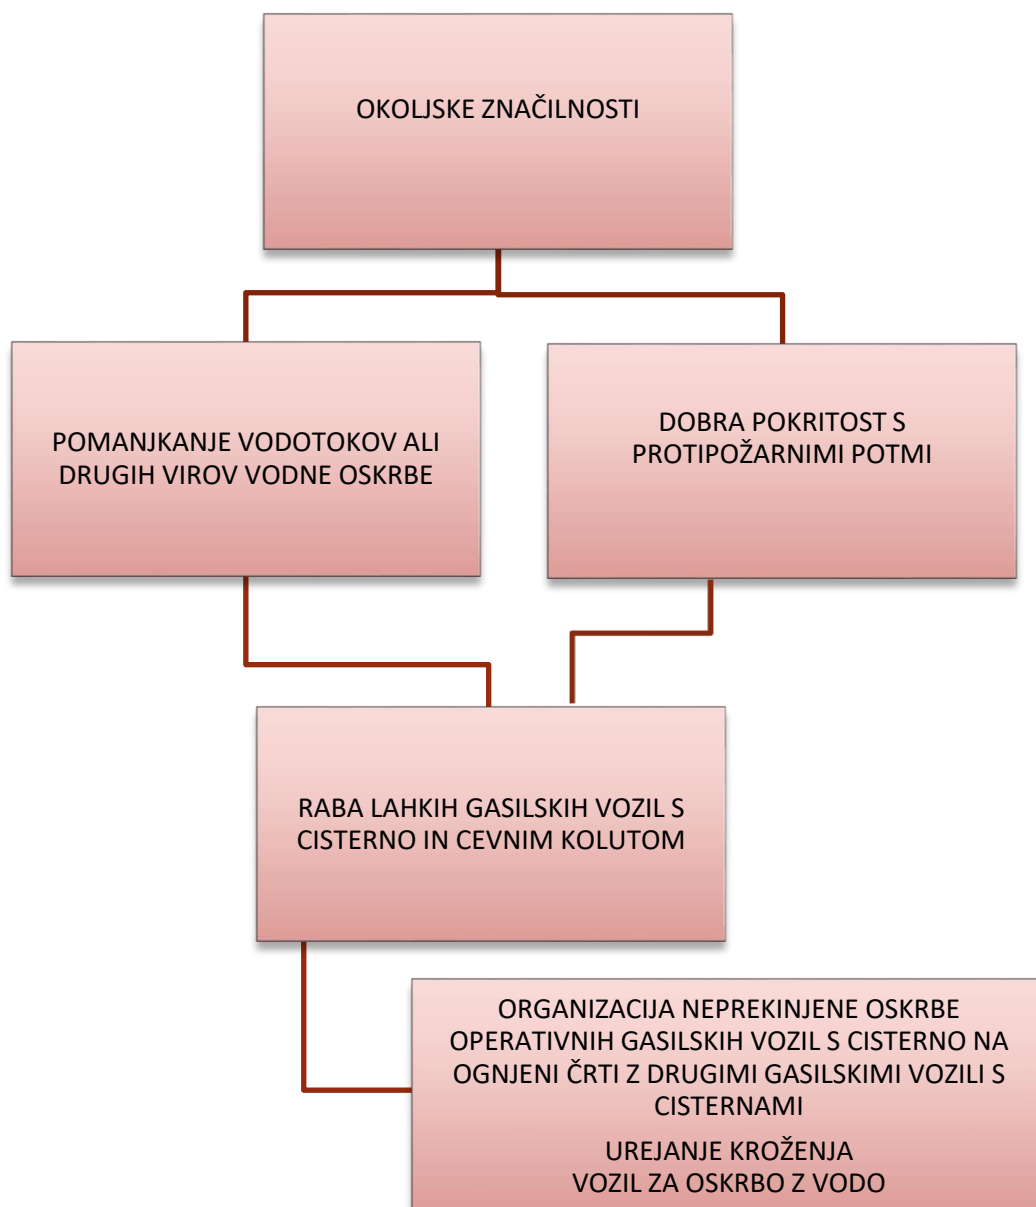 OKOLJSKE ZNAČILNOSTI
POMANJKANJE VODOTOKOV ALI
DRUGIH VIROV VODNE OSKRBE
DOBRA POKRITOST S
PROTIPOŽARNIMI POTMI
RABA LAHKIH GASILSKIH VOZIL S
CISTERNO IN CEVNIM KOLUTOM
ORGANIZACIJA NEPREKINJENE OSKRBE
OPERATIVNIH GASILSKIH VOZIL S CISTERNO NA
OGNJENI ČRTI Z DRUGIMI GASILSKIMI VOZILI S
CISTERNAMI
UREJANJE KROŽENJA
VOZIL ZA OSKRBO Z VODO